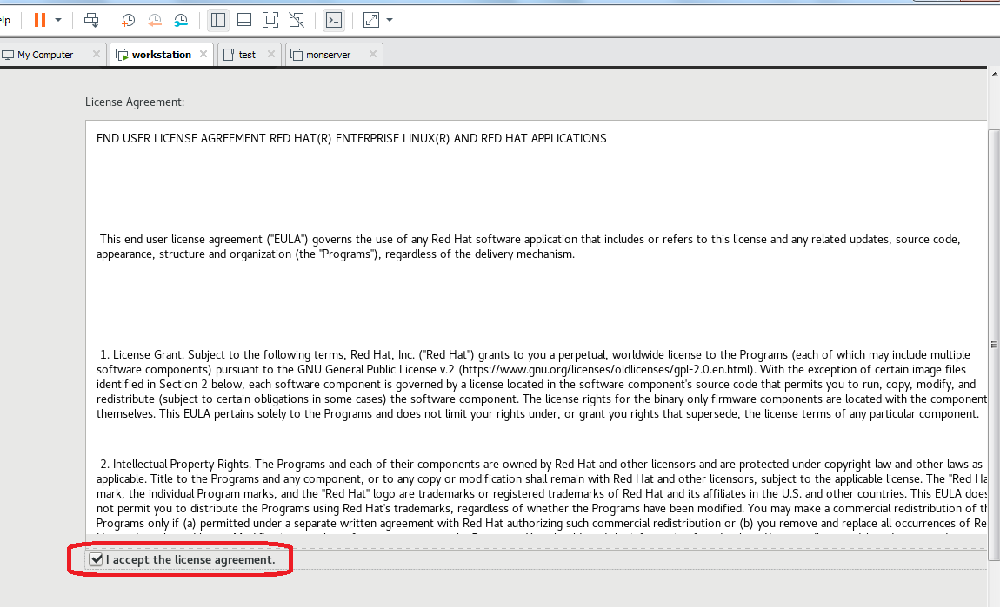 elp
My Computer
workstation
test
monserver
License Agreement:
END USER LICENSE AGREEMENT RED HAT(R) ENTERPRISE LINUX(R) AND RED HAT APPLICATIONS
This end user license agreement ("EULA") governs the use of any Red Hat software application that includes or refers to this license and any related updates, source code,
appearance, structure and organization (the "Programs"), regardless of the delivery mechanism.
1. License Grant. Subject to the following terms, Red Hat, Inc. ("Red Hat") grants to you a perpetual, worldwide license to the Programs (each of which may include multiple
software components) pursuant to the GNU General Public License v.2 (https://www.gnu.org/licenses/oldlicenses/gpl-2.0.en.html). With the exception of certain image files
identified in Section 2 below, each software component is governed by a license located in the software component's source code that permits you to run, copy, modify, and
redistribute (subject to certain obligations in some cases) the software component. The license rights for the binary only firmware components are located with the component
themselves. This EULA pertains solely to the Programs and does not limit your rights under, or grant you rights that supersede, the license terms of any particular component.
2. Intellectual Property Rights. The Programs and each of their components are owned by Red Hat and other licensors and are protected under copyright law and other laws as
applicable. Title to the Programs and any component, or to any copy or modification shall remain with Red Hat and other licensors, subject to the applicable license. The "Red Ha
mark, the individual Program marks, and the "Red Hat" logo are trademarks or registered trademarks of Red Hat and its affiliates in the U.S. and other countries. This EULA does
not permit you to distribute the Programs using Red Hat's trademarks, regardless of whether the Programs have been modified. You may make a commercial redistribution of th
Programs only if (a) permitted under a separate written agreement with Red Hat authorizing such commercial redistribution or (b) you remove and replace all occurrences of Re
I accept the license agreement.